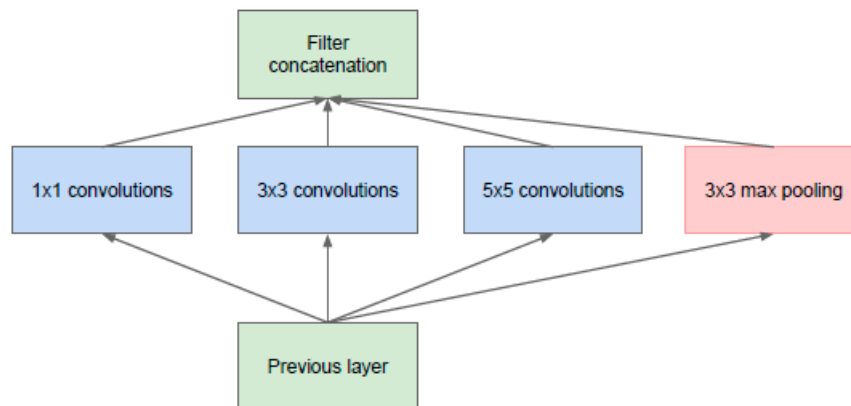 Filter
concatenation
1x1 convolutions
3x3 convolutions
5x5 convolutions
3x3 max pooling
Previous layer